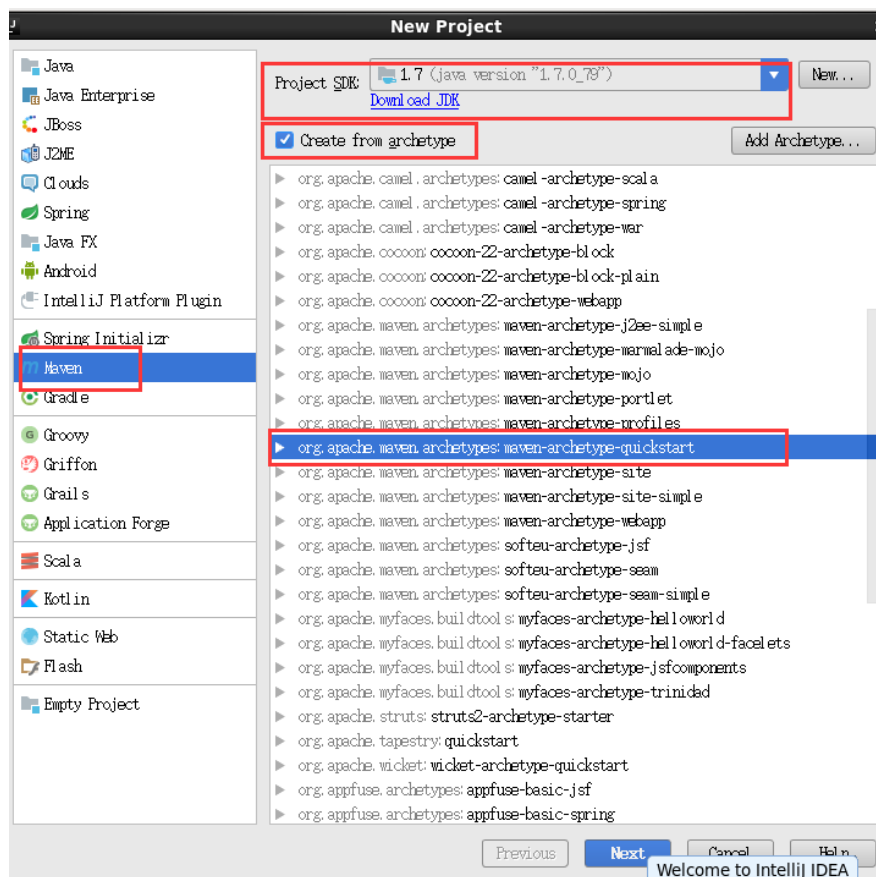 New Project
Java
Java Enterprise
JBoss
J2ME
Clouds
Spring
Java FX
Android
IntelliJ Platform Plugin
Spring Initializr
Maven
Gradle
Groovy
Griffon
Grails
Application Forge
Scala
Kotlin
Static Web
Flash
Empty Project
Project SDK: 1.7 (java version "1.7.0_79") New...
Download JDK
Create from archetype Add Archetype...
org.apache.camel.archetypes:camel-archetype-scala
org.apache.camel.archetypes:camel-archetype-spring
org.apache.camel.archetypes:camel-archetype-war
org.apache.cocoon:cocoon-22-archetype-block
org.apache.cocoon:cocoon-22-archetype-block-plain
org.apache.cocoon:cocoon-22-archetype-webapp
org.apache.maven.archetypes:maven-archetype-j2ee-simple
org.apache.maven.archetypes:maven-archetype-marmalade-mojo
org.apache.maven.archetypes:maven-archetype-mojo
org.apache.maven.archetypes:maven-archetype-portlet
org.apache.maven.archetypes:maven-archetype-profiles
org.apache.maven.archetypes:maven-archetype-quickstart
org.apache.maven.archetypes:maven-archetype-site
org.apache.maven.archetypes:maven-archetype-site-simple
org.apache.maven.archetypes:maven-archetype-webapp
org.apache.maven.archetypes:softeu-archetype-jsf
org.apache.maven.archetypes:softeu-archetype-seam
org.apache.maven.archetypes:softeu-archetype-seam-simple
org.apache.myfaces.buildtools:myfaces-archetype-helloworld
org.apache.myfaces.buildtools:myfaces-archetype-helloworld-facelets
org.apache.myfaces.buildtools:myfaces-archetype-jsfcomponents
org.apache.myfaces.buildtools:myfaces-archetype-trinidad
org.apache.struts:struts2-archetype-starter
org.apache.tapestry:quickstart
org.apache.wicket:wicket-archetype-quickstart
org.appfuse.archetypes:appfuse-basic-jsf
org.appfuse.archetypes:appfuse-basic-spring
Previous Next Cancel Help
Welcome to IntelliJ IDEA